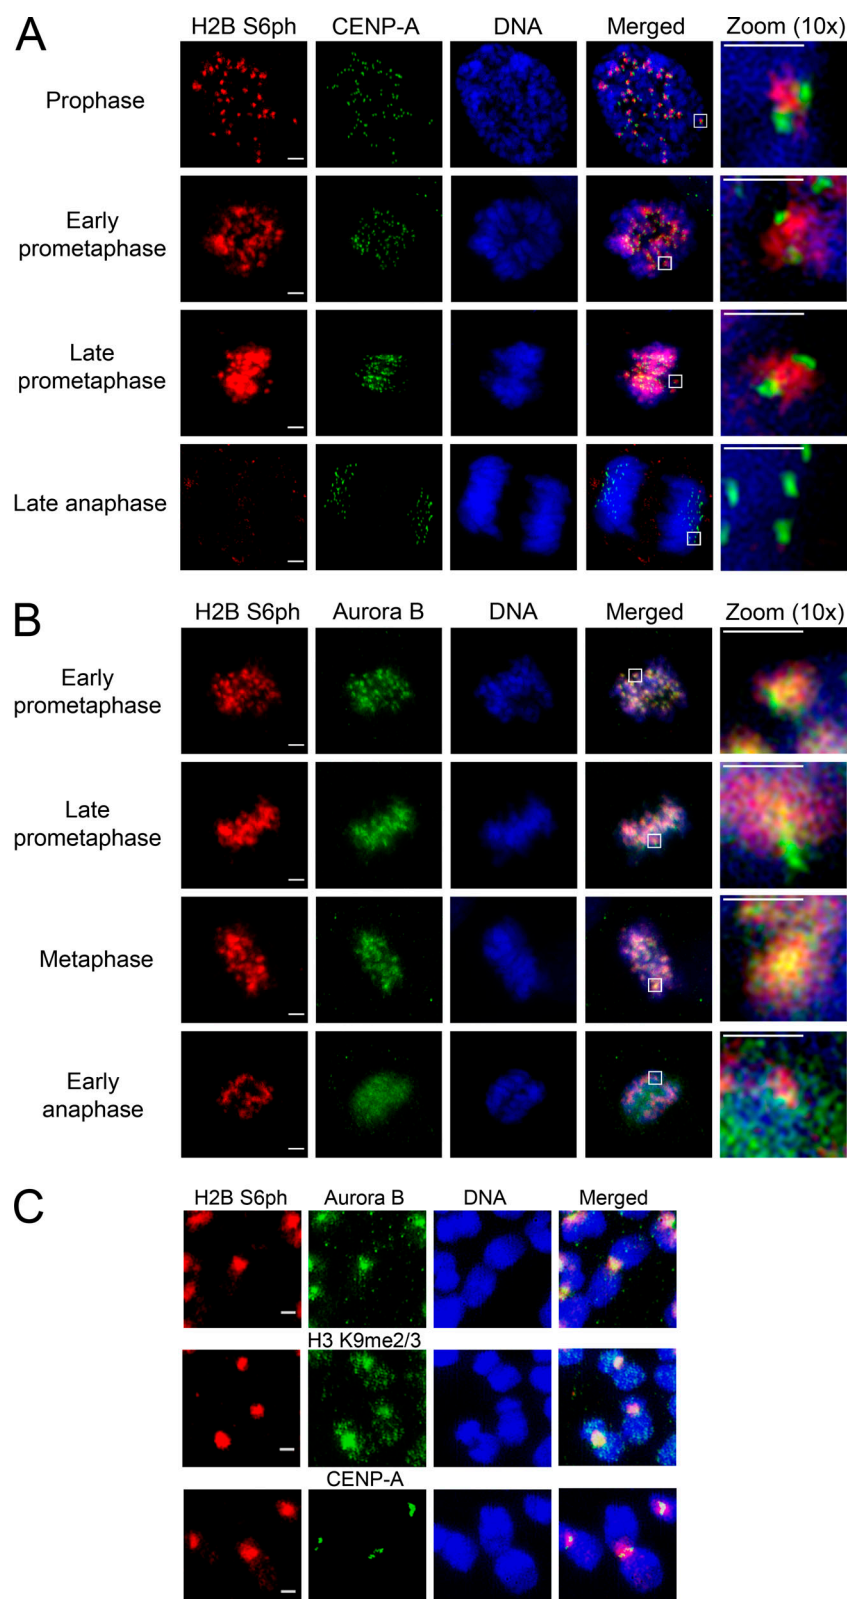 A
H2B S6ph CENP-A DNA Merged Zoom (10x)
Prophase
Early
prometaphase
Late
prometaphase
Late anaphase
B
H2B S6ph Aurora B DNA Merged Zoom (10x)
Early
prometaphase
Late
prometaphase
Metaphase
Early
anaphase
C
H2B S6ph Aurora B DNA Merged
H3 K9me2/3
CENP-A